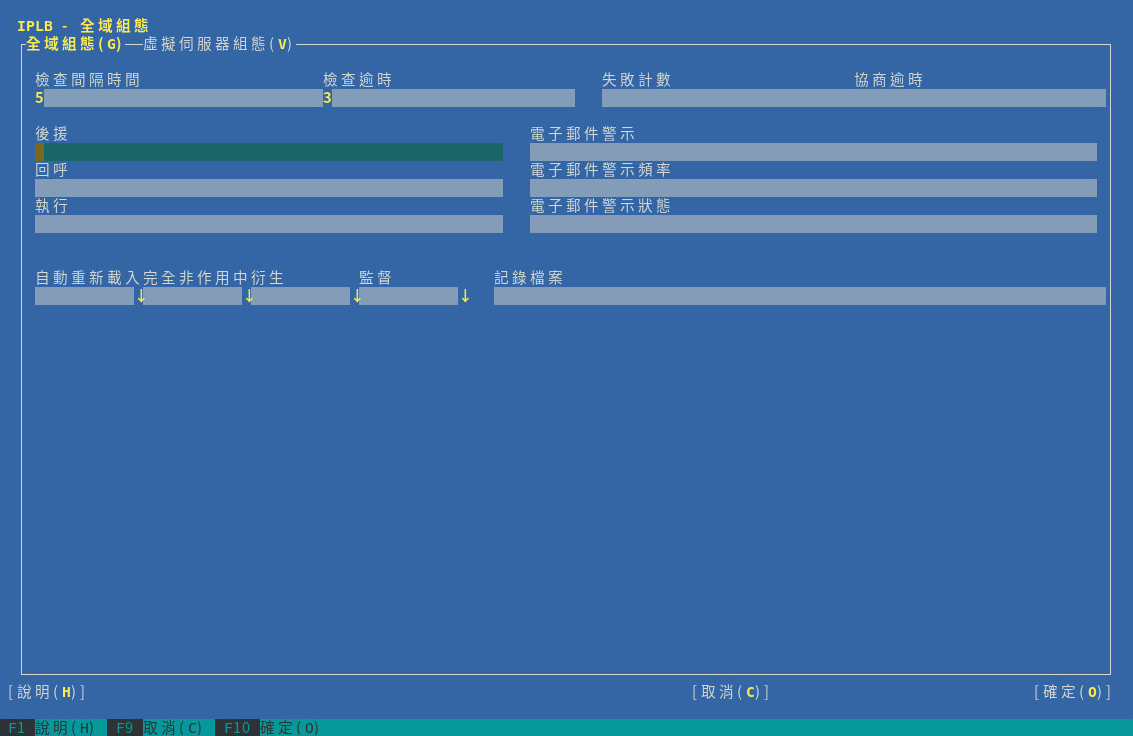 IPLB - 全域組態
全域組態(G) 虛擬伺服器組態(V)
檢查間隔時間 檢查逾時 失敗計數 協商逾時
5 3
後援 電子郵件警示
回呼 電子郵件警示頻率
執行 電子郵件警示狀態
自動重新載入完全非作用中衍生 監督 記錄檔案
↓ ↓ ↓ ↓
[說明(H)] [取消(C)] [確定(O)]
F1 說明(H) F9 取消(C) F10 確定(O)